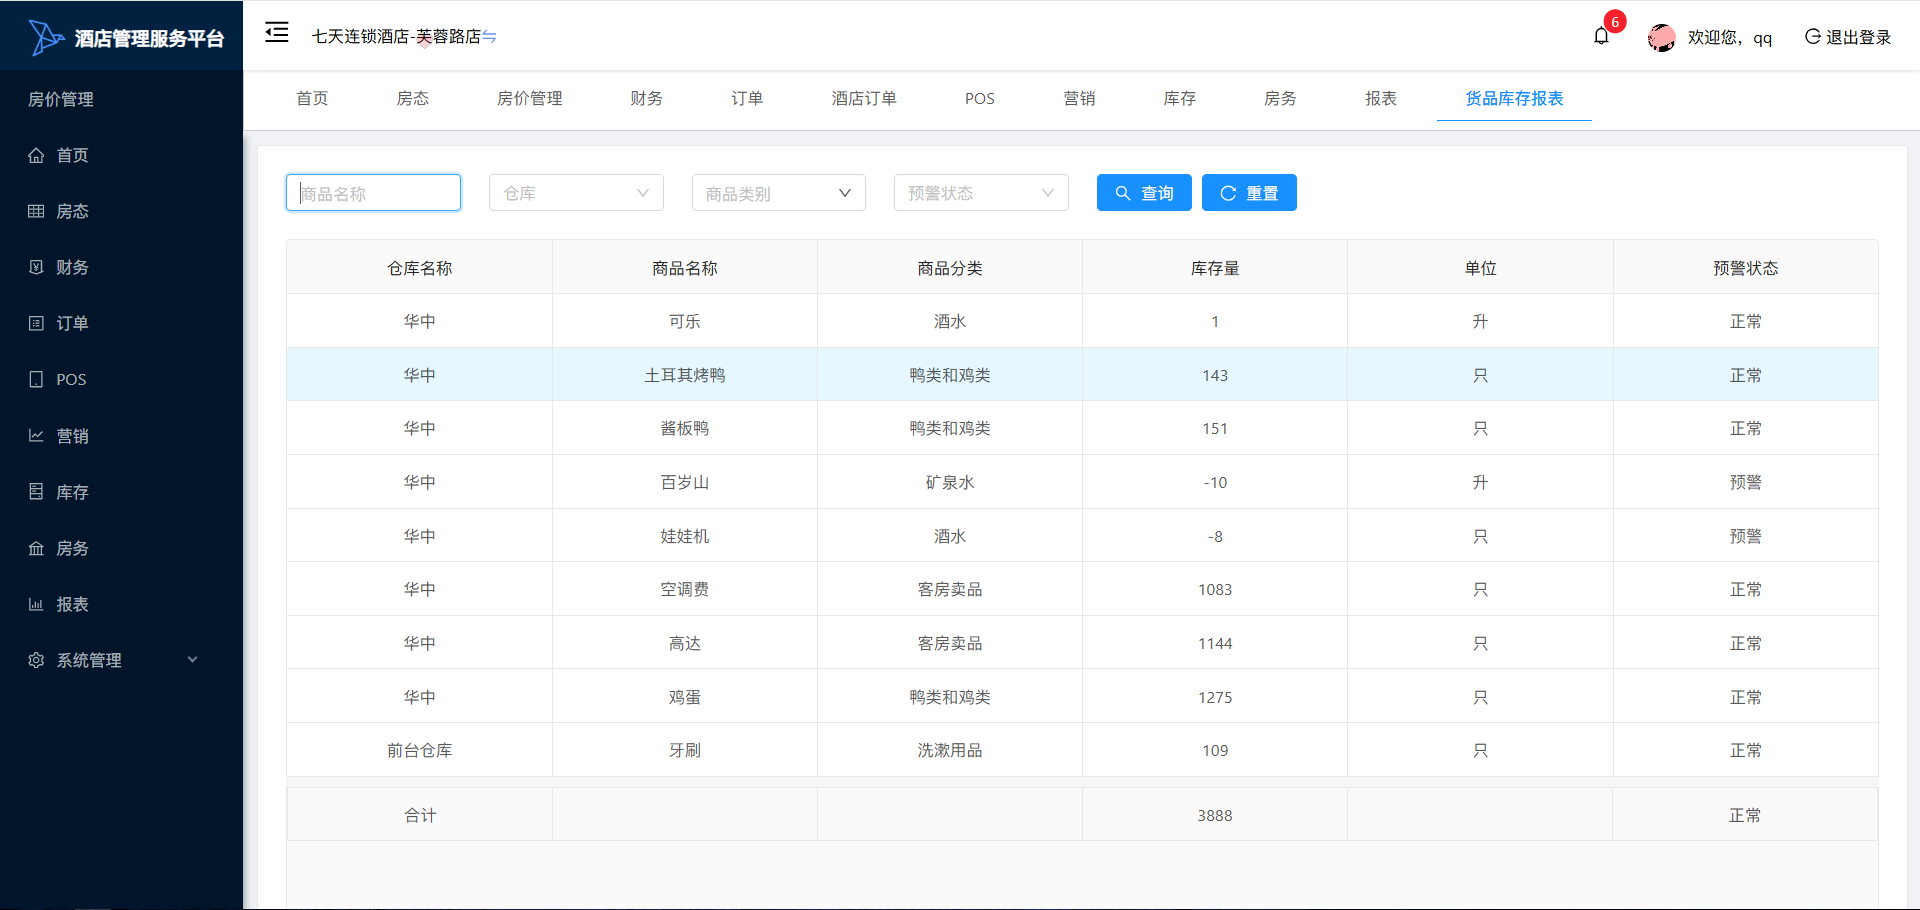 酒店管理服务平台
七天连锁酒店-芙蓉路店
6
欢迎您，qq
退出登录
房价管理
首页
房态
财务
订单
POS
营销
库存
房务
报表
系统管理
首页 房态 房价管理 财务 订单 酒店订单 POS 营销 库存 房务 报表 货品库存报表
商品名称 仓库 商品类别 预警状态 查询 重置
仓库名称 商品名称 商品分类 库存量 单位 预警状态
华中 可乐 酒水 1 升 正常
华中 土耳其烤鸭 鸭类和鸡类 143 只 正常
华中 酱板鸭 鸭类和鸡类 151 只 正常
华中 百岁山 矿泉水 -10 升 预警
华中 娃娃机 酒水 -8 只 预警
华中 空调费 客房卖品 1083 只 正常
华中 高达 客房卖品 1144 只 正常
华中 鸡蛋 鸭类和鸡类 1275 只 正常
前台仓库 牙刷 洗漱用品 109 只 正常
合计 3888 正常